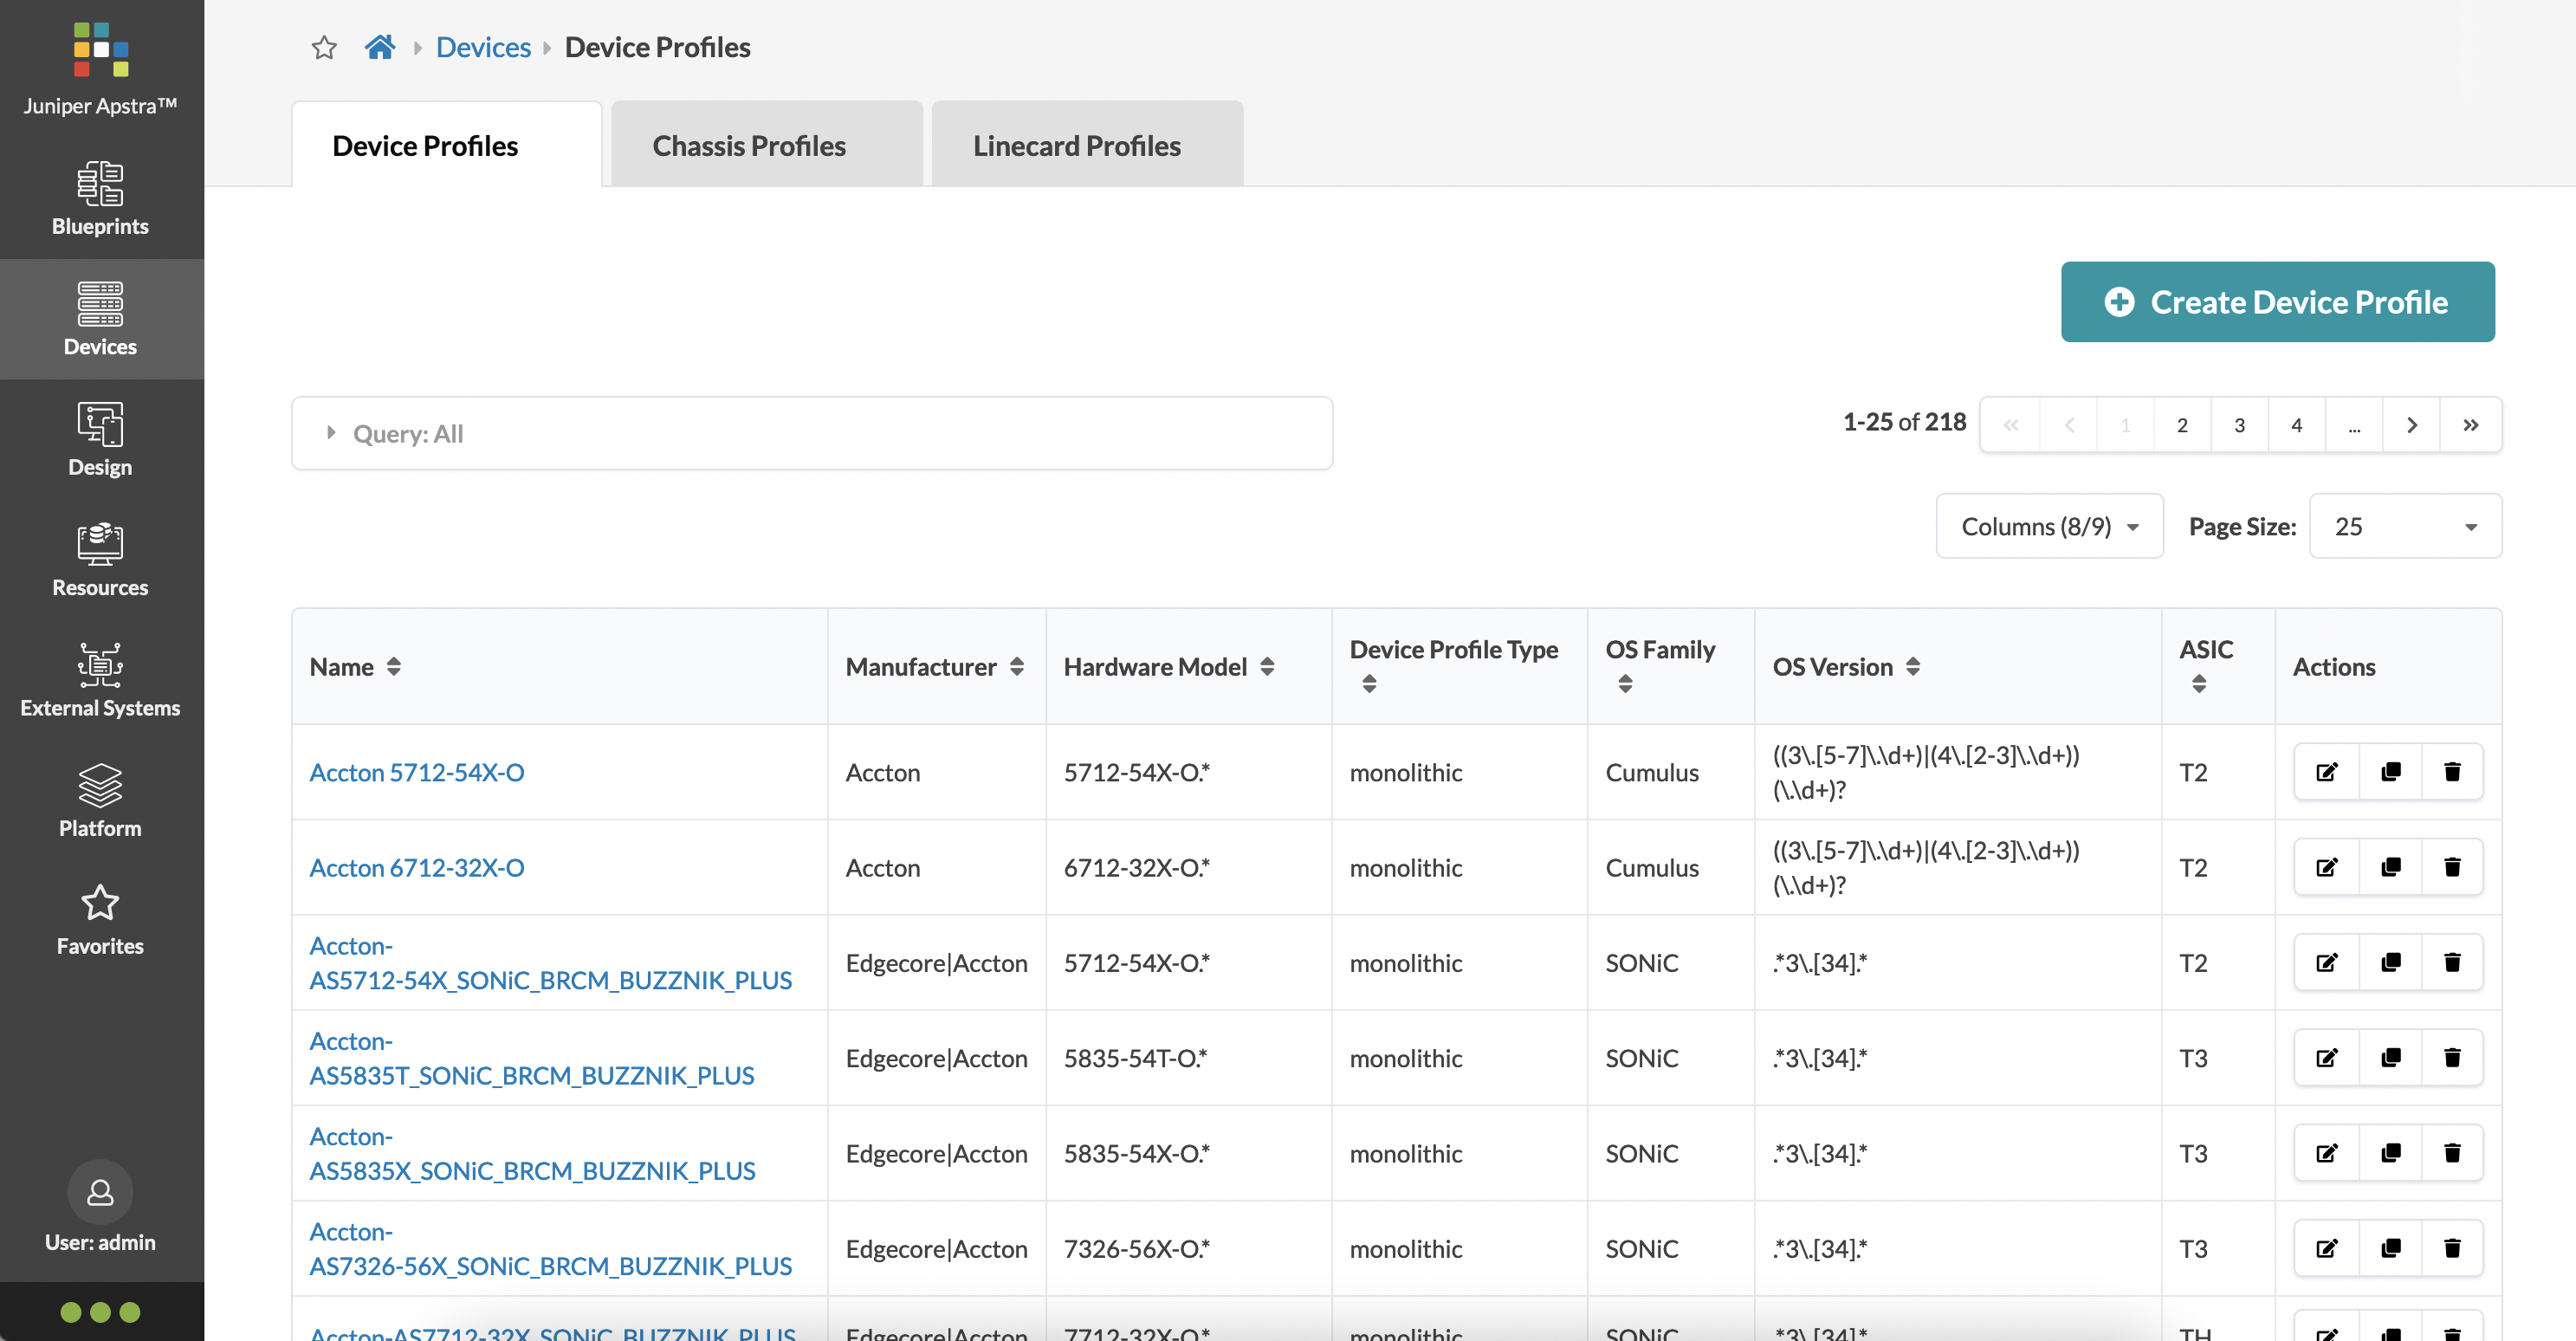 Juniper Apstra™
Blueprints
Devices
Design
Resources
External Systems
Platform
Favorites
User: admin
Devices
Device Profiles
Device Profiles
Chassis Profiles
Linecard Profiles
Create Device Profile
Query: All
1-25 of 218
« < 1 2 3 4 ... > »
Columns (8/9)
Page Size:
25
Name
Manufacturer
Hardware Model
Device Profile Type
OS Family
OS Version
ASIC
Actions
Accton 5712-54X-O
Accton
5712-54X-O.*
monolithic
Cumulus
((3\.[5-7]\.\d+)|(4\.[2-3]\.\d+))
(\.\d+)?
T2
Accton 6712-32X-O
Accton
6712-32X-O.*
monolithic
Cumulus
((3\.[5-7]\.\d+)|(4\.[2-3]\.\d+))
(\.\d+)?
T2
Accton-
AS5712-54X_SONiC_BRCM_BUZZNIK_PLUS
Edgecore|Accton
5712-54X-O.*
monolithic
SONiC
.*3\.[34].*
T2
Accton-
AS5835T_SONiC_BRCM_BUZZNIK_PLUS
Edgecore|Accton
5835-54T-O.*
monolithic
SONiC
.*3\.[34].*
T3
Accton-
AS5835X_SONiC_BRCM_BUZZNIK_PLUS
Edgecore|Accton
5835-54X-O.*
monolithic
SONiC
.*3\.[34].*
T3
Accton-
AS7326-56X_SONiC_BRCM_BUZZNIK_PLUS
Edgecore|Accton
7326-56X-O.*
monolithic
SONiC
.*3\.[34].*
T3
Accton-AS7712-32X_SONiC_BUZZNIK_PLUS
Edgecore|Accton
7712-32X-O.*
monolithic
SONiC
.*3\.[34].*
TH